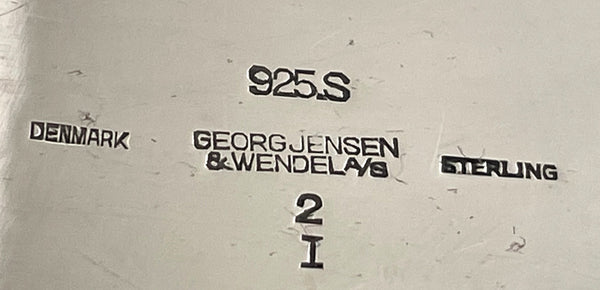 925.S
DENMARK
GEORG JENSEN
& WENDEL A/S
STERLING
2
I